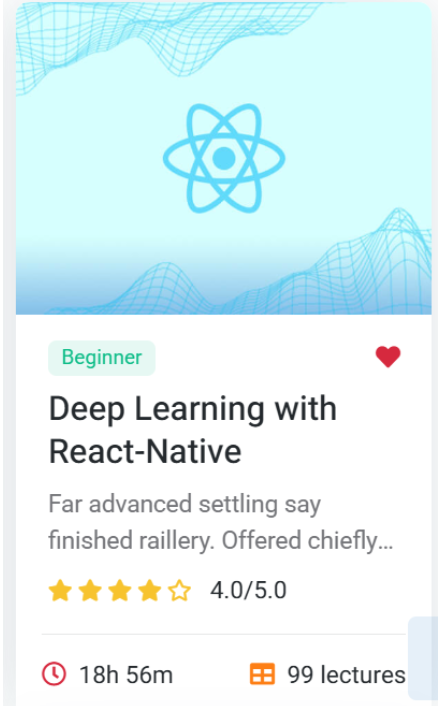 Beginner
Deep Learning with
React-Native
Far advanced settling say
finished raillery. Offered chiefly...
4.0/5.0
18h 56m
99 lectures